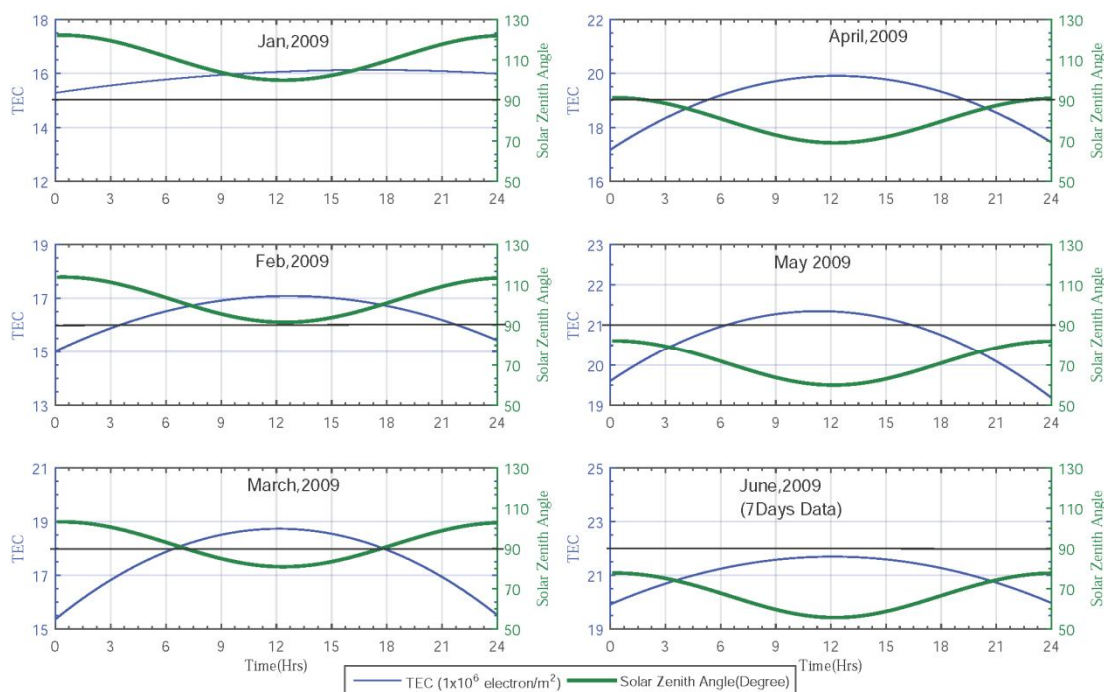 Jan,2009
TEC
18
16
14
12
Solar Zenith Angle
130
110
90
70
50
0 3 6 9 12 15 18 21 24
April,2009
TEC
22
20
18
16
Solar Zenith Angle
130
110
90
70
50
0 3 6 9 12 15 18 21 24
Feb,2009
TEC
19
17
15
13
Solar Zenith Angle
130
110
90
70
50
0 3 6 9 12 15 18 21 24
May 2009
TEC
23
22
21
20
19
Solar Zenith Angle
130
110
90
70
50
0 3 6 9 12 15 18 21 24
March,2009
TEC
21
19
17
15
Solar Zenith Angle
130
110
90
70
50
0 3 6 9 12 15 18 21 24
Time(Hrs)
June,2009
(7Days Data)
TEC
25
23
21
19
Solar Zenith Angle
130
110
90
70
50
0 3 6 9 12 15 18 21 24
Time(Hrs)
TEC (1x10⁶ electron/m²) Solar Zenith Angle(Degree)